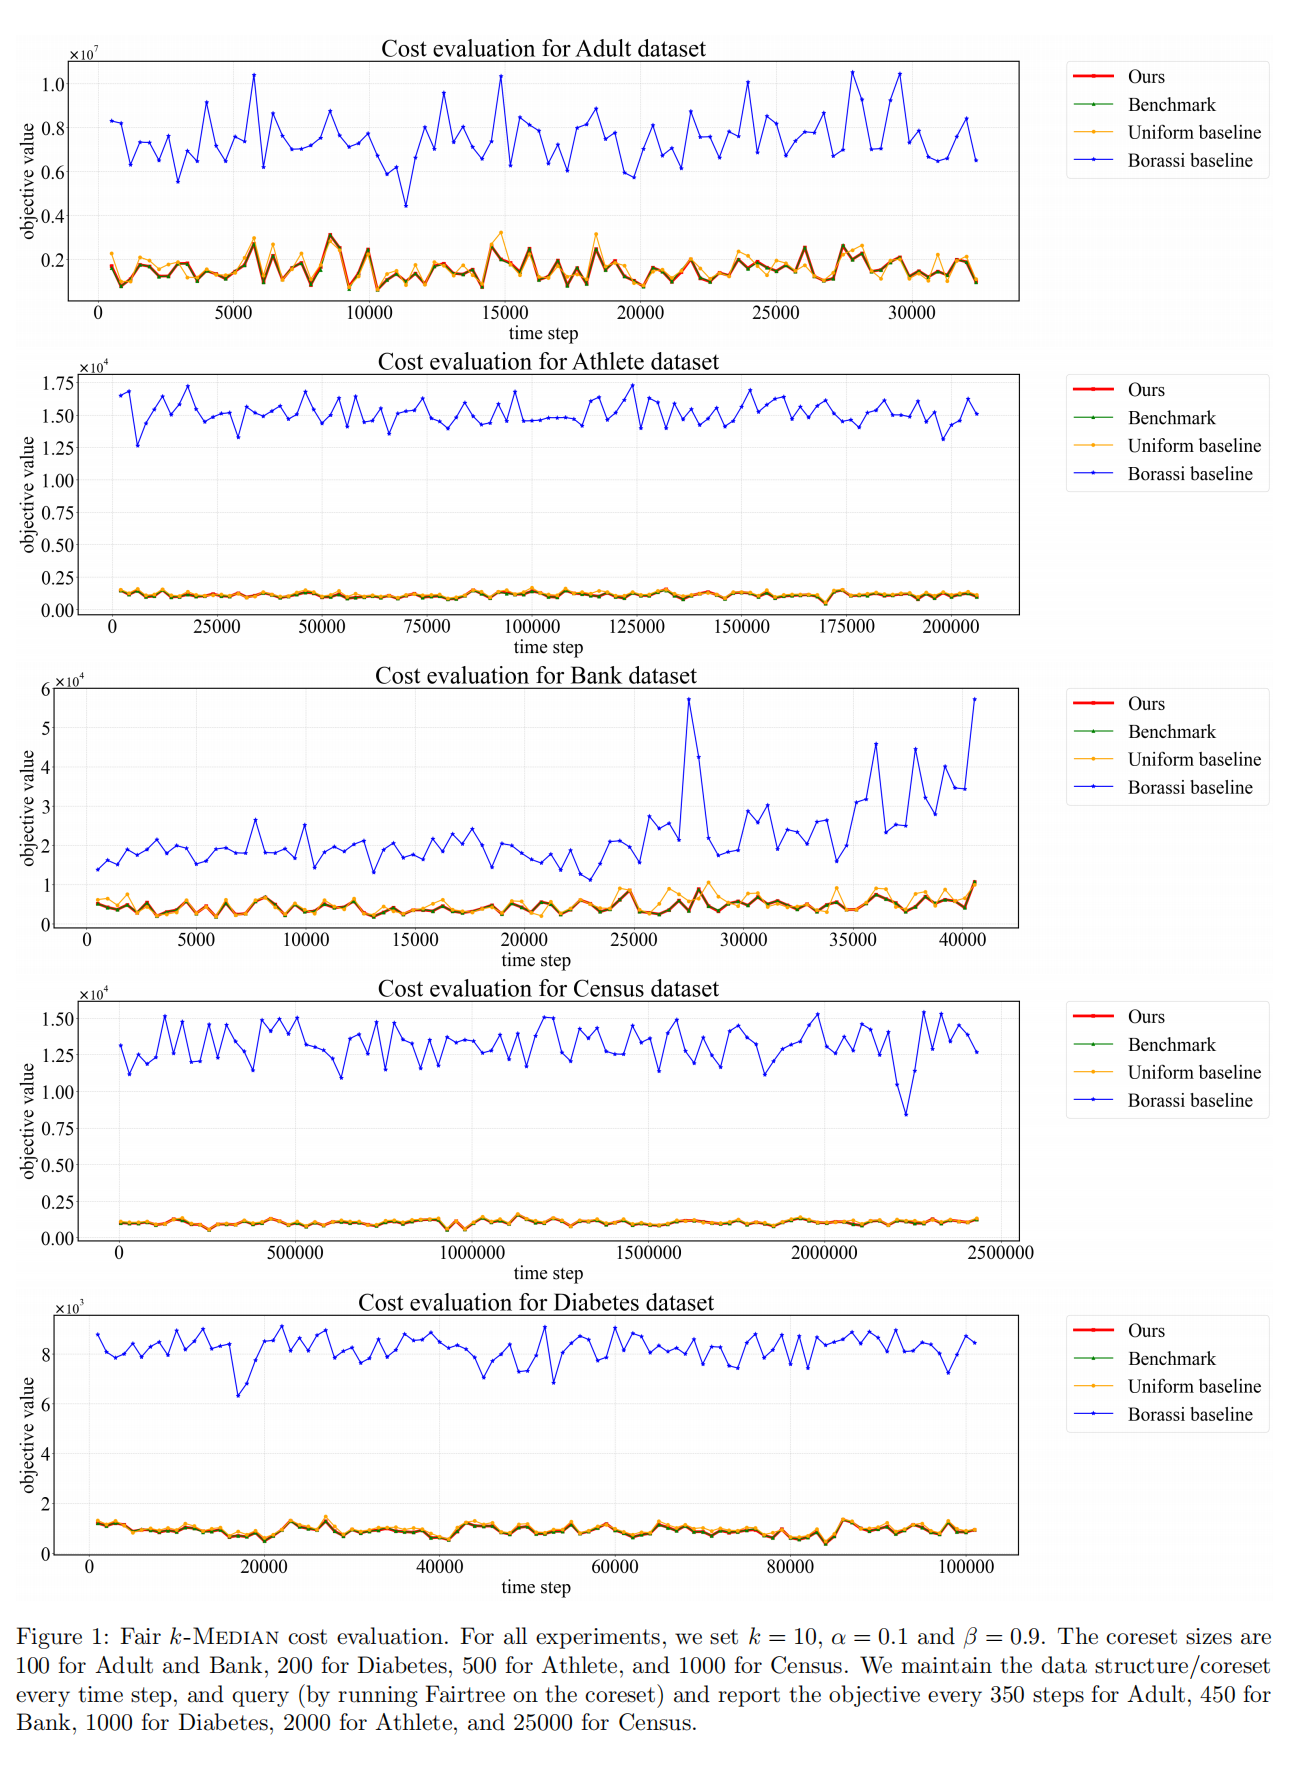 Cost evaluation for Adult dataset
×10⁷
1.0
0.8
0.6
0.4
0.2
objective value
0 5000 10000 15000 20000 25000 30000
time step
Ours
Benchmark
Uniform baseline
Borassi baseline
Cost evaluation for Athlete dataset
×10⁴
1.75
1.50
1.25
1.00
0.75
0.50
0.25
0.00
objective value
0 25000 50000 75000 100000 125000 150000 175000 200000
time step
Ours
Benchmark
Uniform baseline
Borassi baseline
Cost evaluation for Bank dataset
×10⁴
6
5
4
3
2
1
0
objective value
0 5000 10000 15000 20000 25000 30000 35000 40000
time step
Ours
Benchmark
Uniform baseline
Borassi baseline
Cost evaluation for Census dataset
×10⁴
1.50
1.25
1.00
0.75
0.50
0.25
0.00
objective value
0 500000 1000000 1500000 2000000 2500000
time step
Ours
Benchmark
Uniform baseline
Borassi baseline
Cost evaluation for Diabetes dataset
×10³
8
6
4
2
0
objective value
0 20000 40000 60000 80000 100000
time step
Ours
Benchmark
Uniform baseline
Borassi baseline
Figure 1: Fair k-MEDIAN cost evaluation. For all experiments, we set k = 10, α = 0.1 and β = 0.9. The coreset sizes are
100 for Adult and Bank, 200 for Diabetes, 500 for Athlete, and 1000 for Census. We maintain the data structure/coreset
every time step, and query (by running Fairtree on the coreset) and report the objective every 350 steps for Adult, 450 for
Bank, 1000 for Diabetes, 2000 for Athlete, and 25000 for Census.